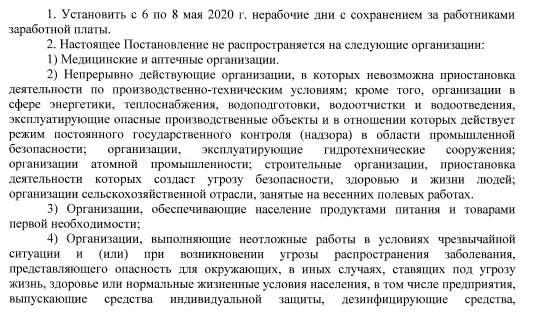 1. Установить с 6 по 8 мая 2020 г. нерабочие дни с сохранением за работниками
заработной платы.
2. Настоящее Постановление не распространяется на следующие организации:
1) Медицинские и аптечные организации.
2) Непрерывно действующие организации, в которых невозможна приостановка
деятельности по производственно-техническим условиям; кроме того, организации в
сфере энергетики, теплоснабжения, водоподготовки, водоотчистки и водоотведения,
эксплуатирующие опасные производственные объекты и в отношении которых действует
режим постоянного государственного контроля (надзора) в области промышленной
безопасности; организации, эксплуатирующие гидротехнические сооружения;
организации атомной промышленности; строительные организации, приостановка
деятельности которых создаст угрозу безопасности, здоровью и жизни людей;
организации сельскохозяйственной отрасли, занятые на весенних полевых работах.
3) Организации, обеспечивающие население продуктами питания и товарами
первой необходимости;
4) Организации, выполняющие неотложные работы в условиях чрезвычайной
ситуации и (или) при возникновении угрозы распространения заболевания,
представляющего опасность для окружающих, в иных случаях, ставящих под угрозу
жизнь, здоровье или нормальные жизненные условия населения, в том числе предприятия,
выпускающие средства индивидуальной защиты, дезинфицирующие средства,